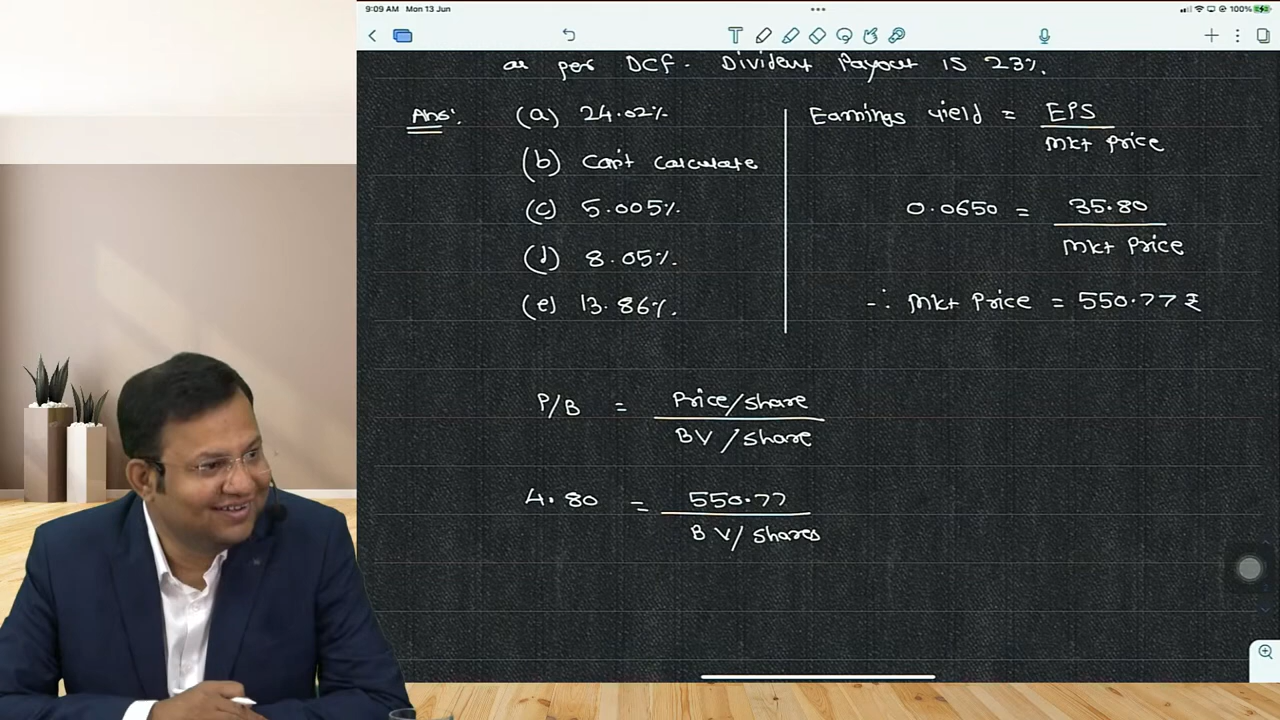 9:09 AM Mon 13 Jun
100%
as per DCF. Divident Payout is 23%.
Ans:
(a) 24.02%
(b) Can't calculate
(c) 5.005%
(d) 8.05%
(e) 13.86%
Earnings yield = EPS
Mkt Price
0.0650 = 35.80
Mkt Price
∴ Mkt Price = 550.77 ₹
P/B = Price/share
BV/share
4.80 = 550.77
BV/shares